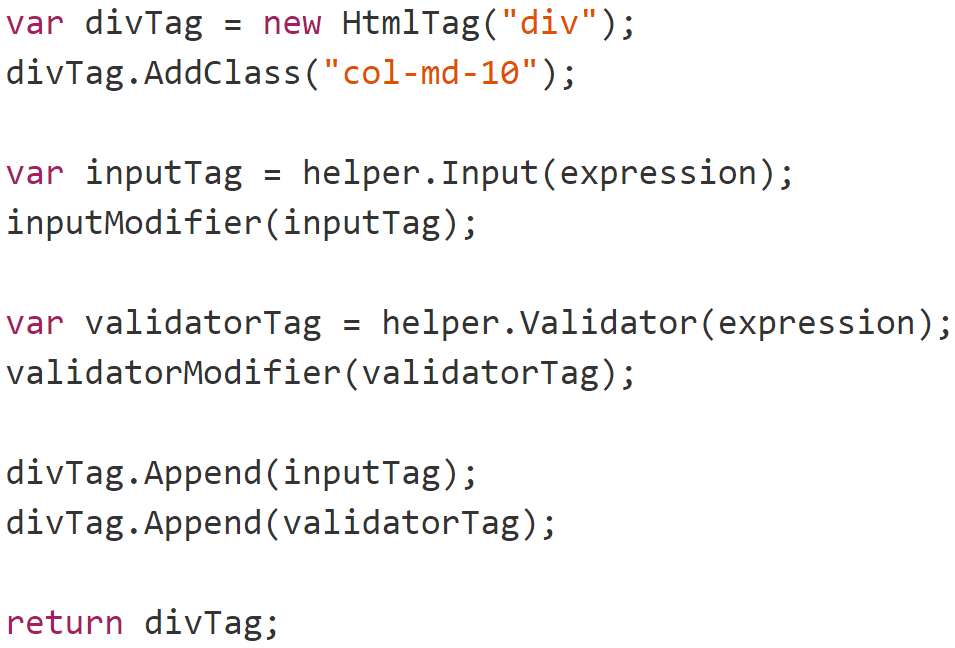 var divTag = new HtmlTag("div");
divTag.AddClass("col-md-10");
var inputTag = helper.Input(expression);
inputModifier(inputTag);
var validatorTag = helper.Validator(expression);
validatorModifier(validatorTag);
divTag.Append(inputTag);
divTag.Append(validatorTag);
return divTag;